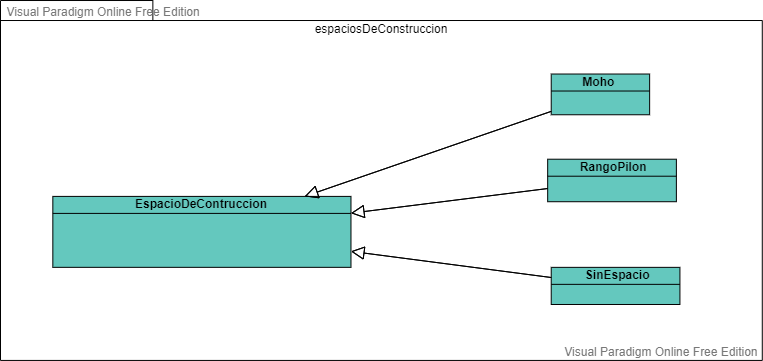 Visual Paradigm Online Free Edition
espaciosDeConstruccion
Moho
RangoPilon
EspacioDeContruccion
SinEspacio
Visual Paradigm Online Free Edition